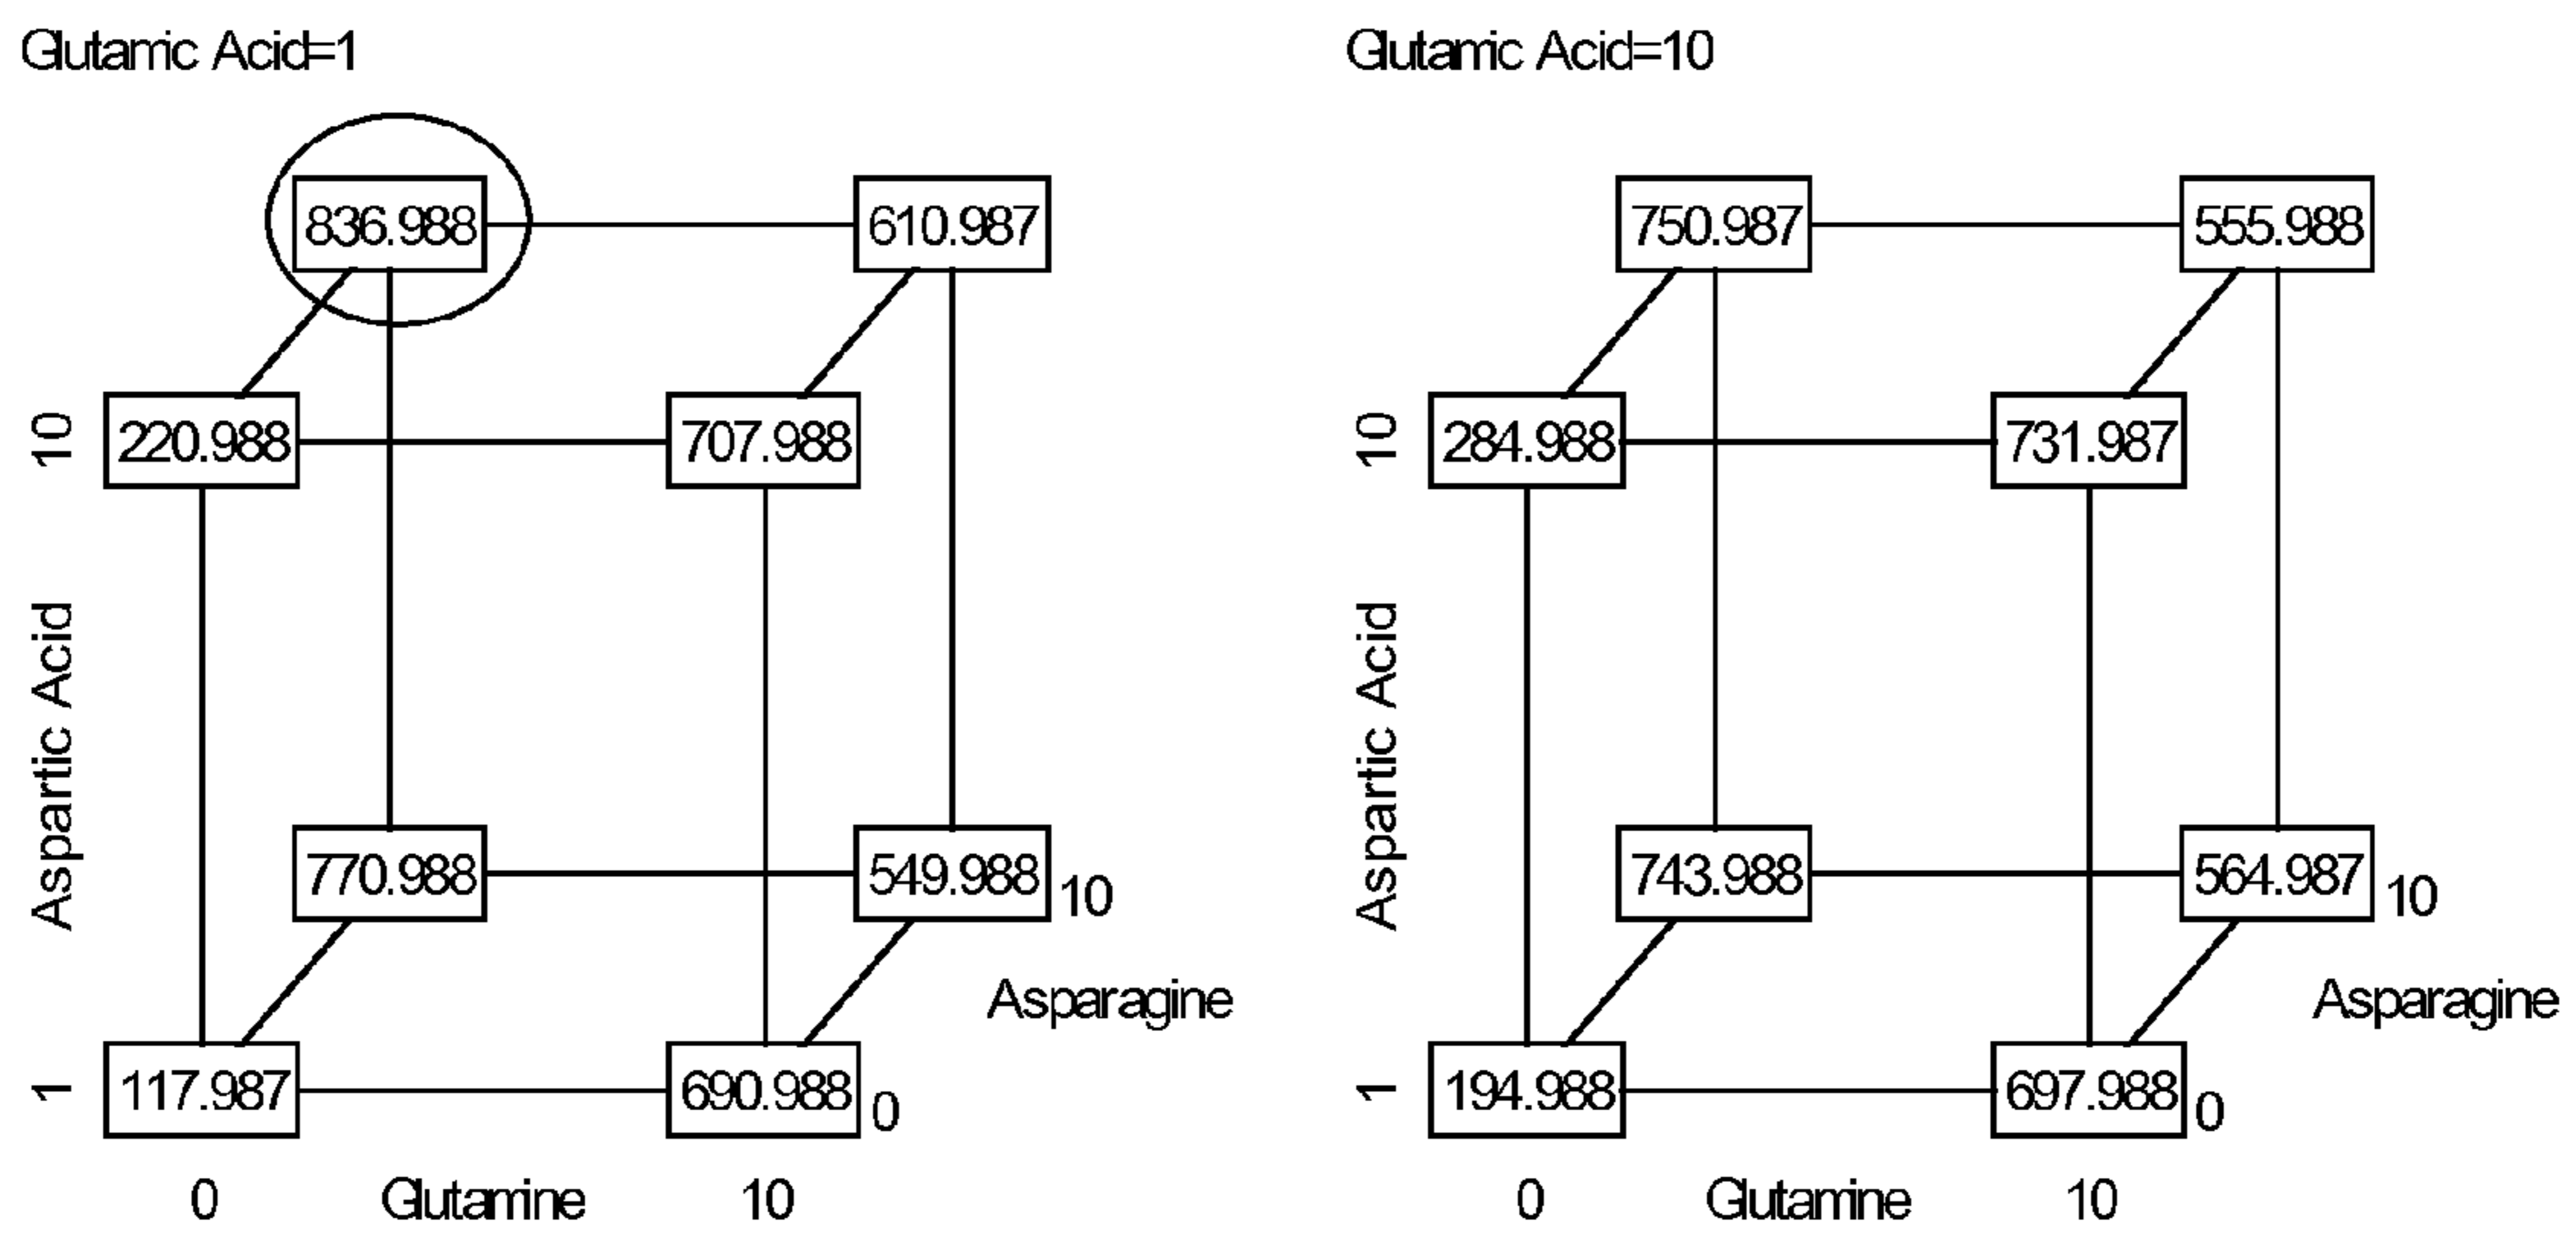 Glutamic Acid=1
Glutamic Acid=10
836.988 610.987
750.987 555.988
10 220.988 707.988
10 284.988 731.987
Aspartic Acid
Aspartic Acid
770.988 549.988 10
743.988 564.987 10
Asparagine
Asparagine
1 117.987 690.988 0
1 194.988 697.988 0
0 Glutamine 10
0 Glutamine 10